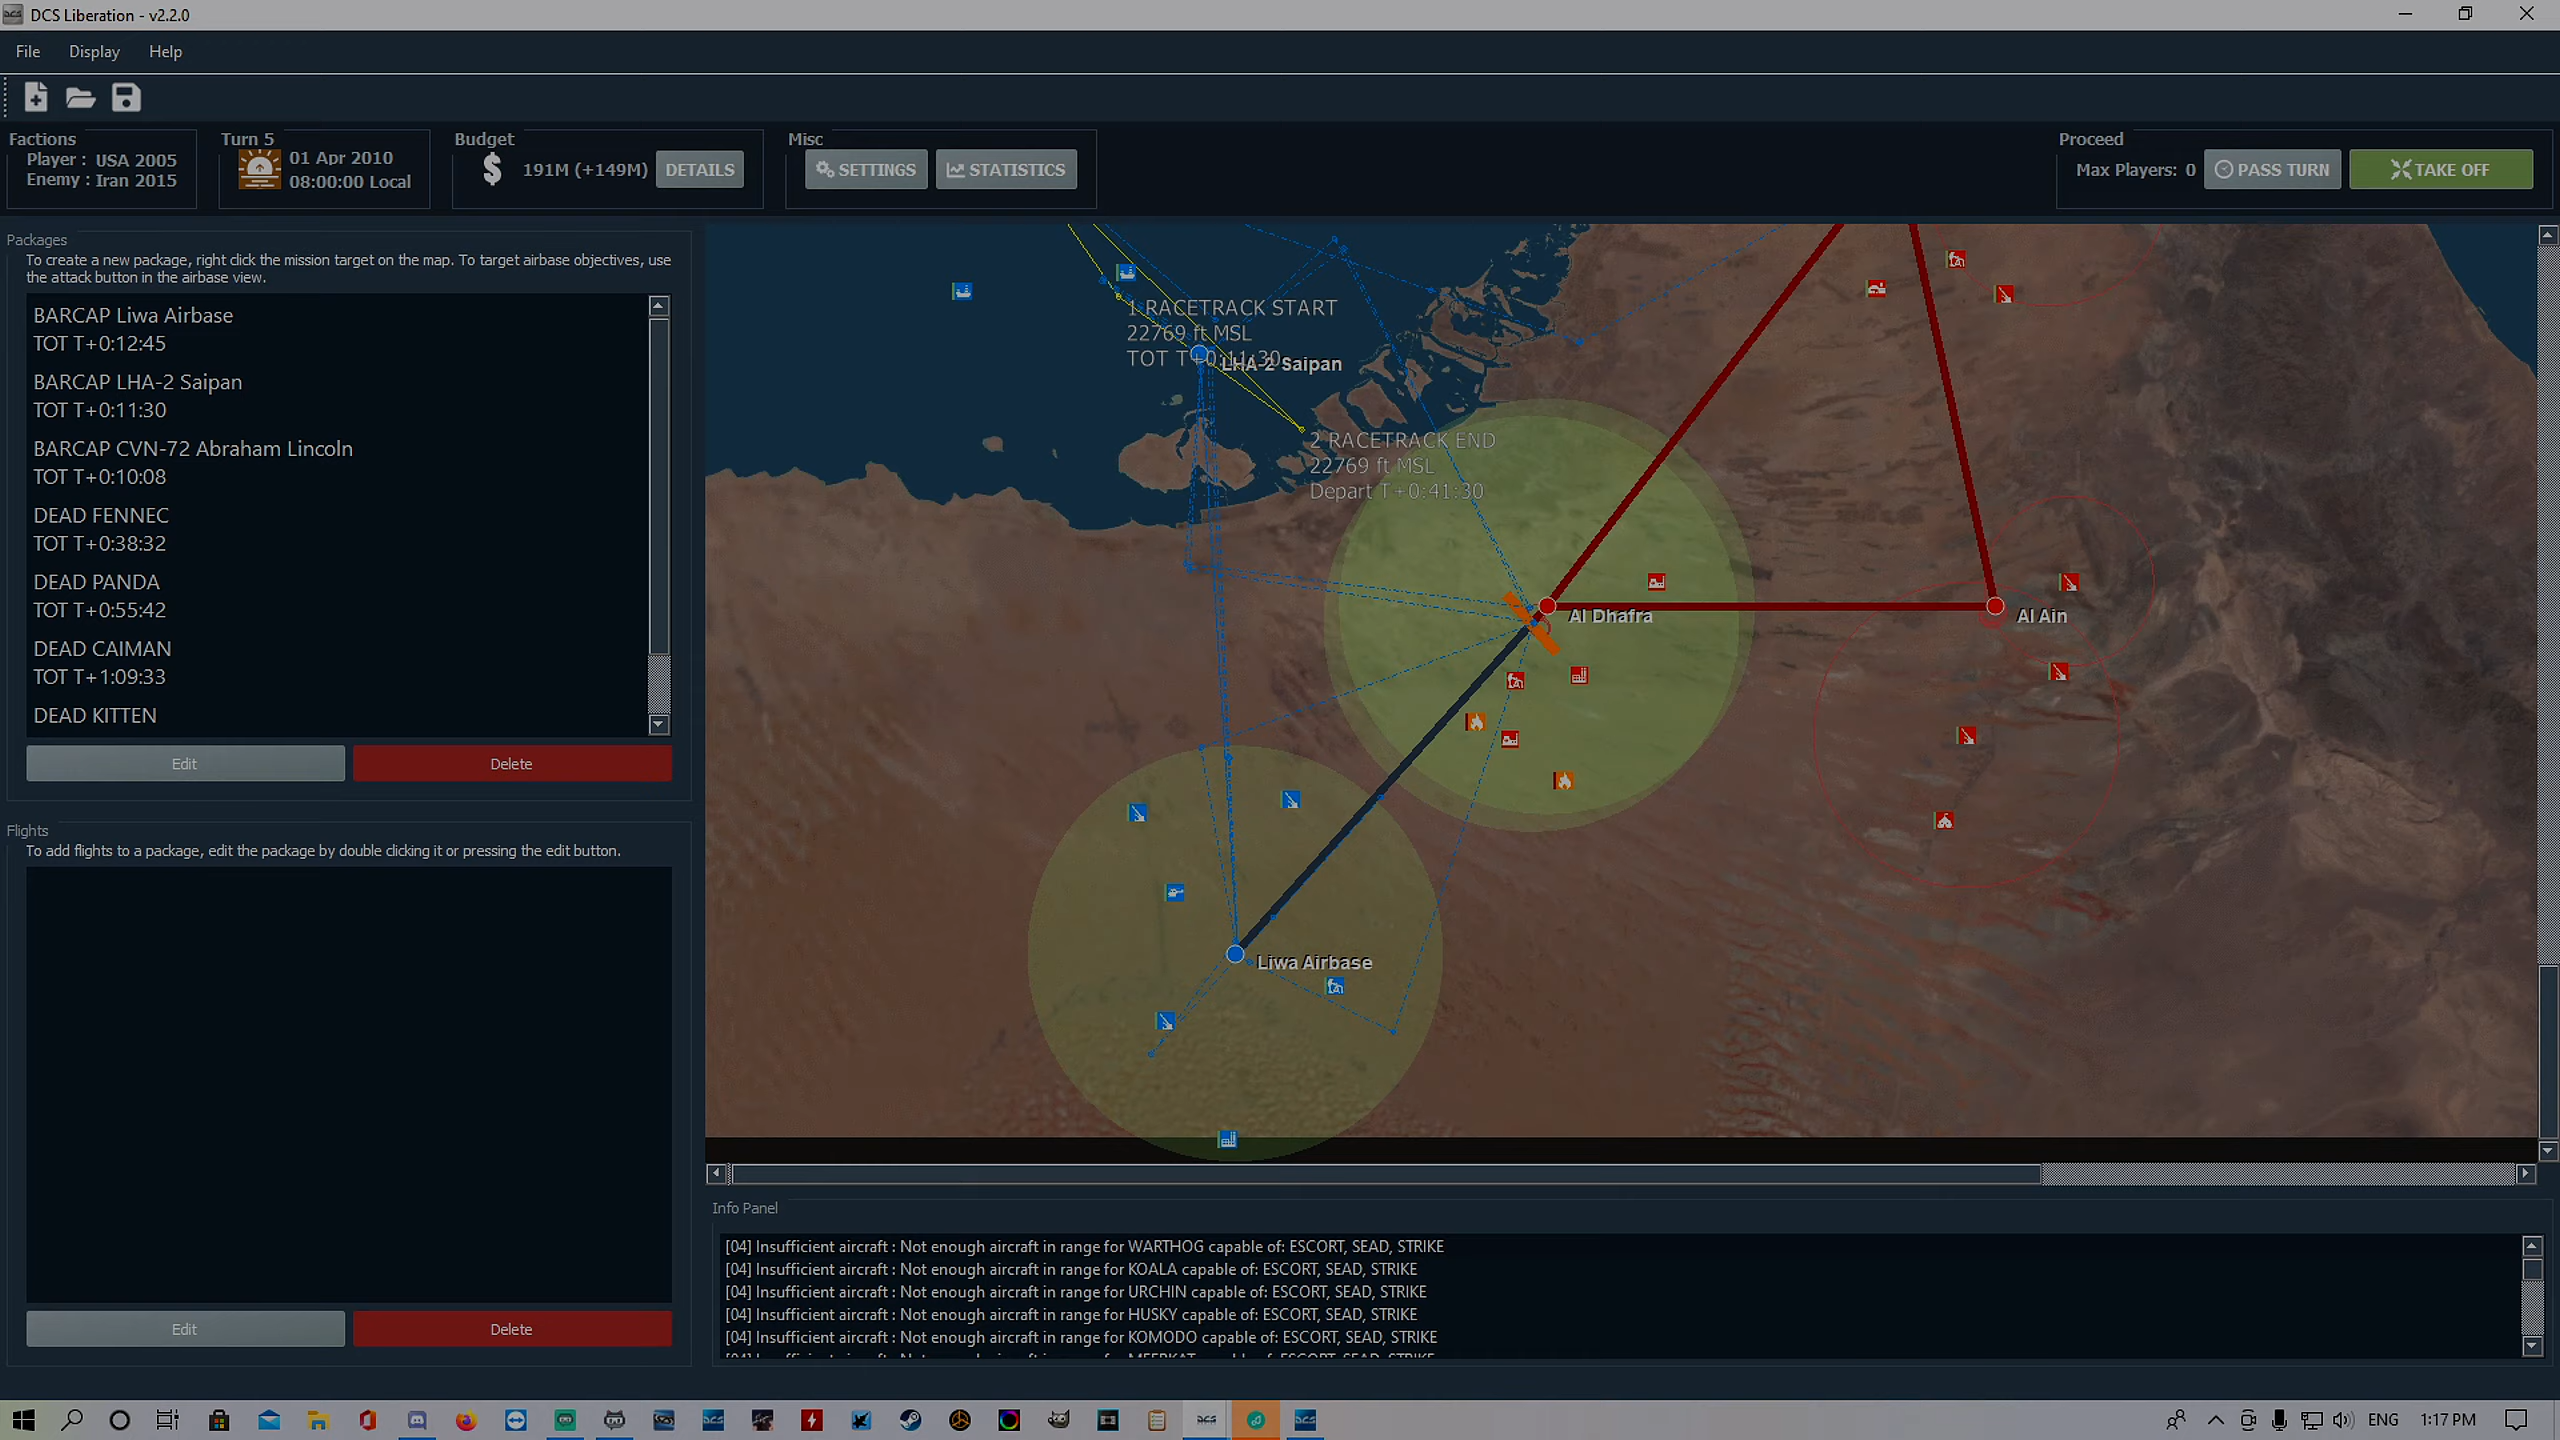 DCS Liberation - v2.2.0
File Display Help
Factions
Player : USA 2005
Enemy : Iran 2015
Turn 5
01 Apr 2010
08:00:00 Local
Budget
$ 191M (+149M) DETAILS
Misc
SETTINGS STATISTICS
Proceed
Max Players: 0 PASS TURN TAKE OFF
Packages
To create a new package, right click the mission target on the map. To target airbase objectives, use
the attack button in the airbase view.
BARCAP Liwa Airbase
TOT T+0:12:45
BARCAP LHA-2 Saipan
TOT T+0:11:30
BARCAP CVN-72 Abraham Lincoln
TOT T+0:10:08
DEAD FENNEC
TOT T+0:38:32
DEAD PANDA
TOT T+0:55:42
DEAD CAIMAN
TOT T+1:09:33
DEAD KITTEN
Edit Delete
Flights
To add flights to a package, edit the package by double clicking it or pressing the edit button.
Edit Delete
1 RACETRACK START
22769 ft MSL
TOT T+0:11:30
LHA-2 Saipan
2 RACETRACK END
22769 ft MSL
Depart T+0:41:30
Al Dhafra
Al Ain
Liwa Airbase
Info Panel
[04] Insufficient aircraft : Not enough aircraft in range for WARTHOG capable of: ESCORT, SEAD, STRIKE
[04] Insufficient aircraft : Not enough aircraft in range for KOALA capable of: ESCORT, SEAD, STRIKE
[04] Insufficient aircraft : Not enough aircraft in range for URCHIN capable of: ESCORT, SEAD, STRIKE
[04] Insufficient aircraft : Not enough aircraft in range for HUSKY capable of: ESCORT, SEAD, STRIKE
[04] Insufficient aircraft : Not enough aircraft in range for KOMODO capable of: ESCORT, SEAD, STRIKE
ENG 1:17 PM